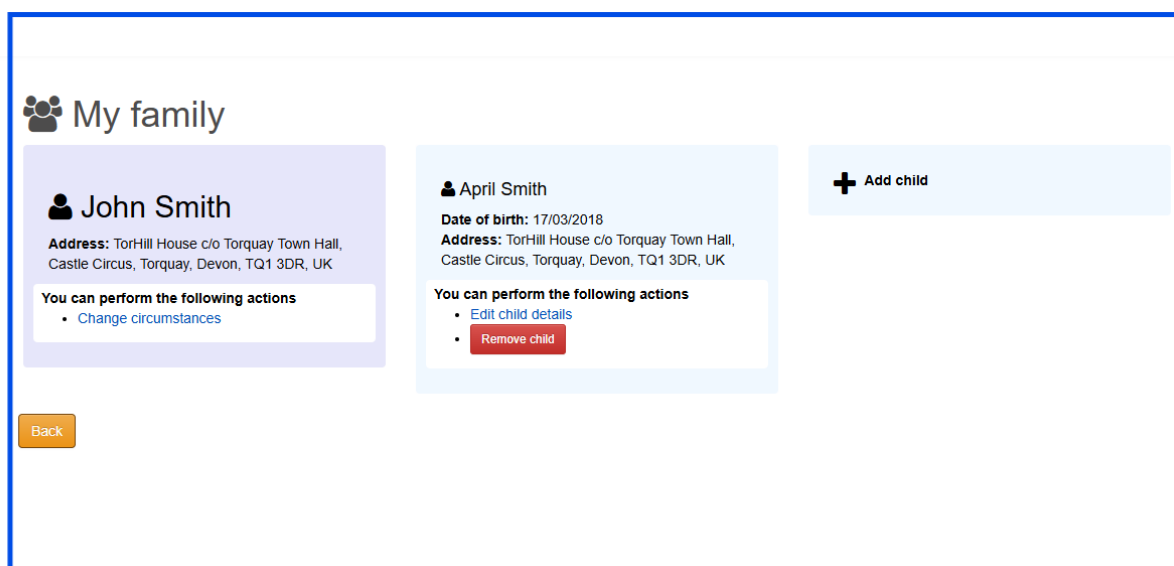 My family
John Smith
Address: TorHill House c/o Torquay Town Hall,
Castle Circus, Torquay, Devon, TQ1 3DR, UK
You can perform the following actions
Change circumstances
April Smith
Date of birth: 17/03/2018
Address: TorHill House c/o Torquay Town Hall,
Castle Circus, Torquay, Devon, TQ1 3DR, UK
You can perform the following actions
Edit child details
Remove child
Add child
Back